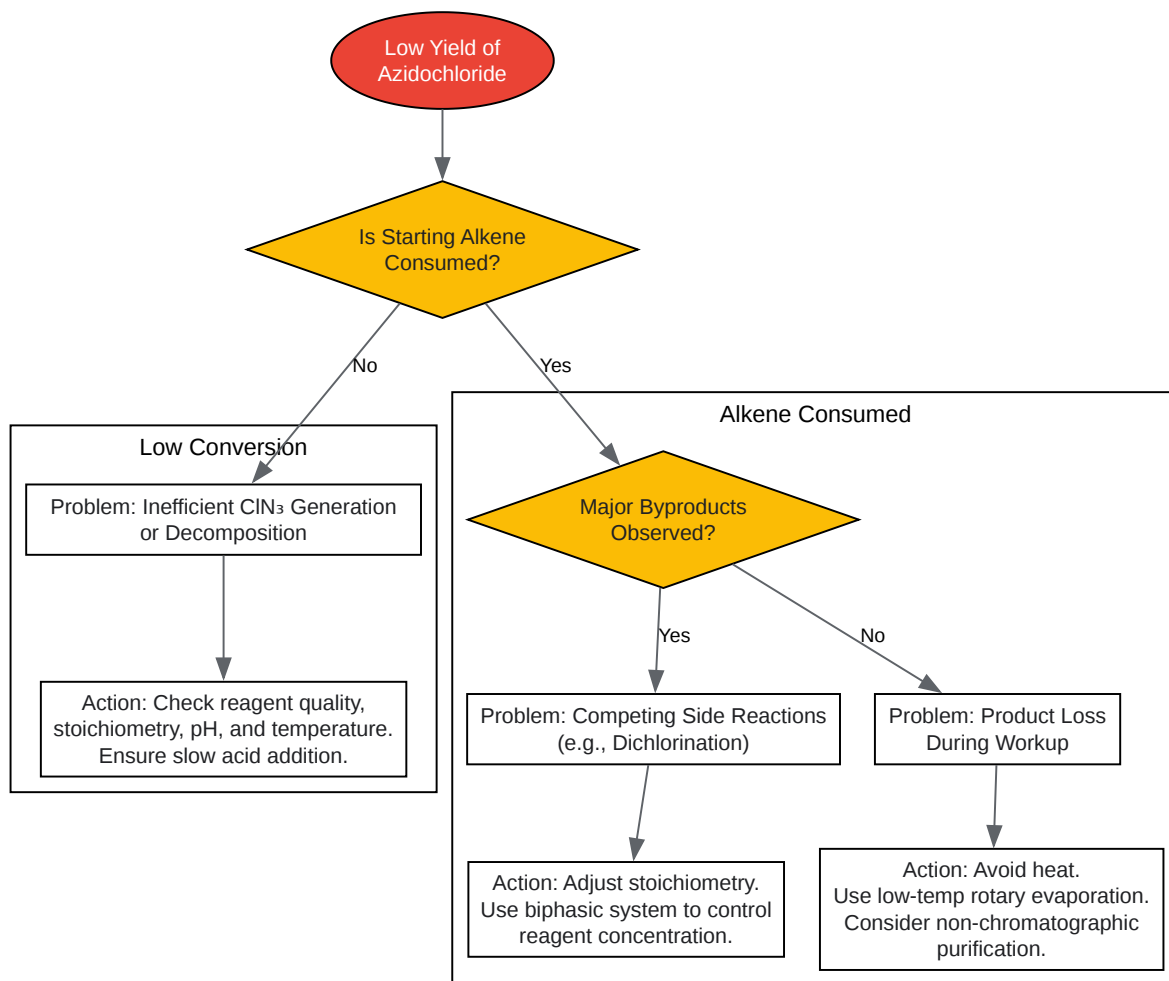 Low Yield of
Azidochloride
Is Starting Alkene
Consumed?
No
Yes
Low Conversion
Problem: Inefficient ClN₃ Generation
or Decomposition
Action: Check reagent quality,
stoichiometry, pH, and temperature.
Ensure slow acid addition.
Alkene Consumed
Major Byproducts
Observed?
Yes
No
Problem: Competing Side Reactions
(e.g., Dichlorination)
Problem: Product Loss
During Workup
Action: Adjust stoichiometry.
Use biphasic system to control
reagent concentration.
Action: Avoid heat.
Use low-temp rotary evaporation.
Consider non-chromatographic
purification.